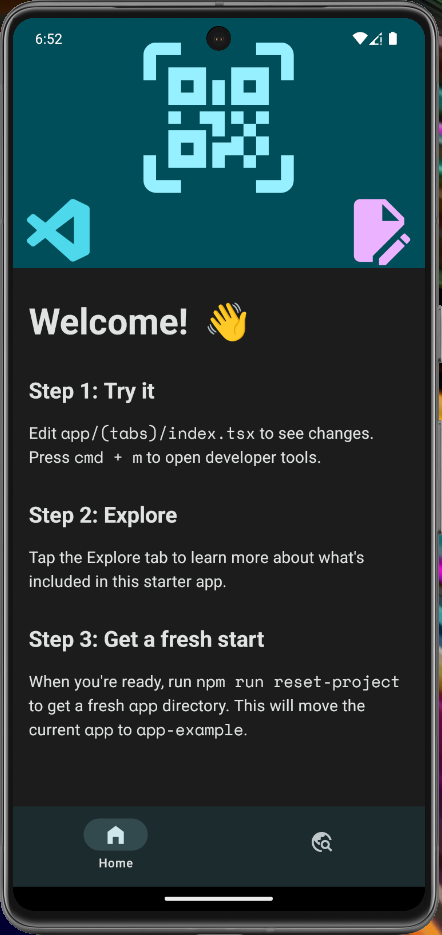 6:52
Welcome! 👋
Step 1: Try it
Edit app/(tabs)/index.tsx to see changes.
Press cmd + m to open developer tools.
Step 2: Explore
Tap the Explore tab to learn more about what's
included in this starter app.
Step 3: Get a fresh start
When you're ready, run npm run reset-project
to get a fresh app directory. This will move the
current app to app-example.
Home